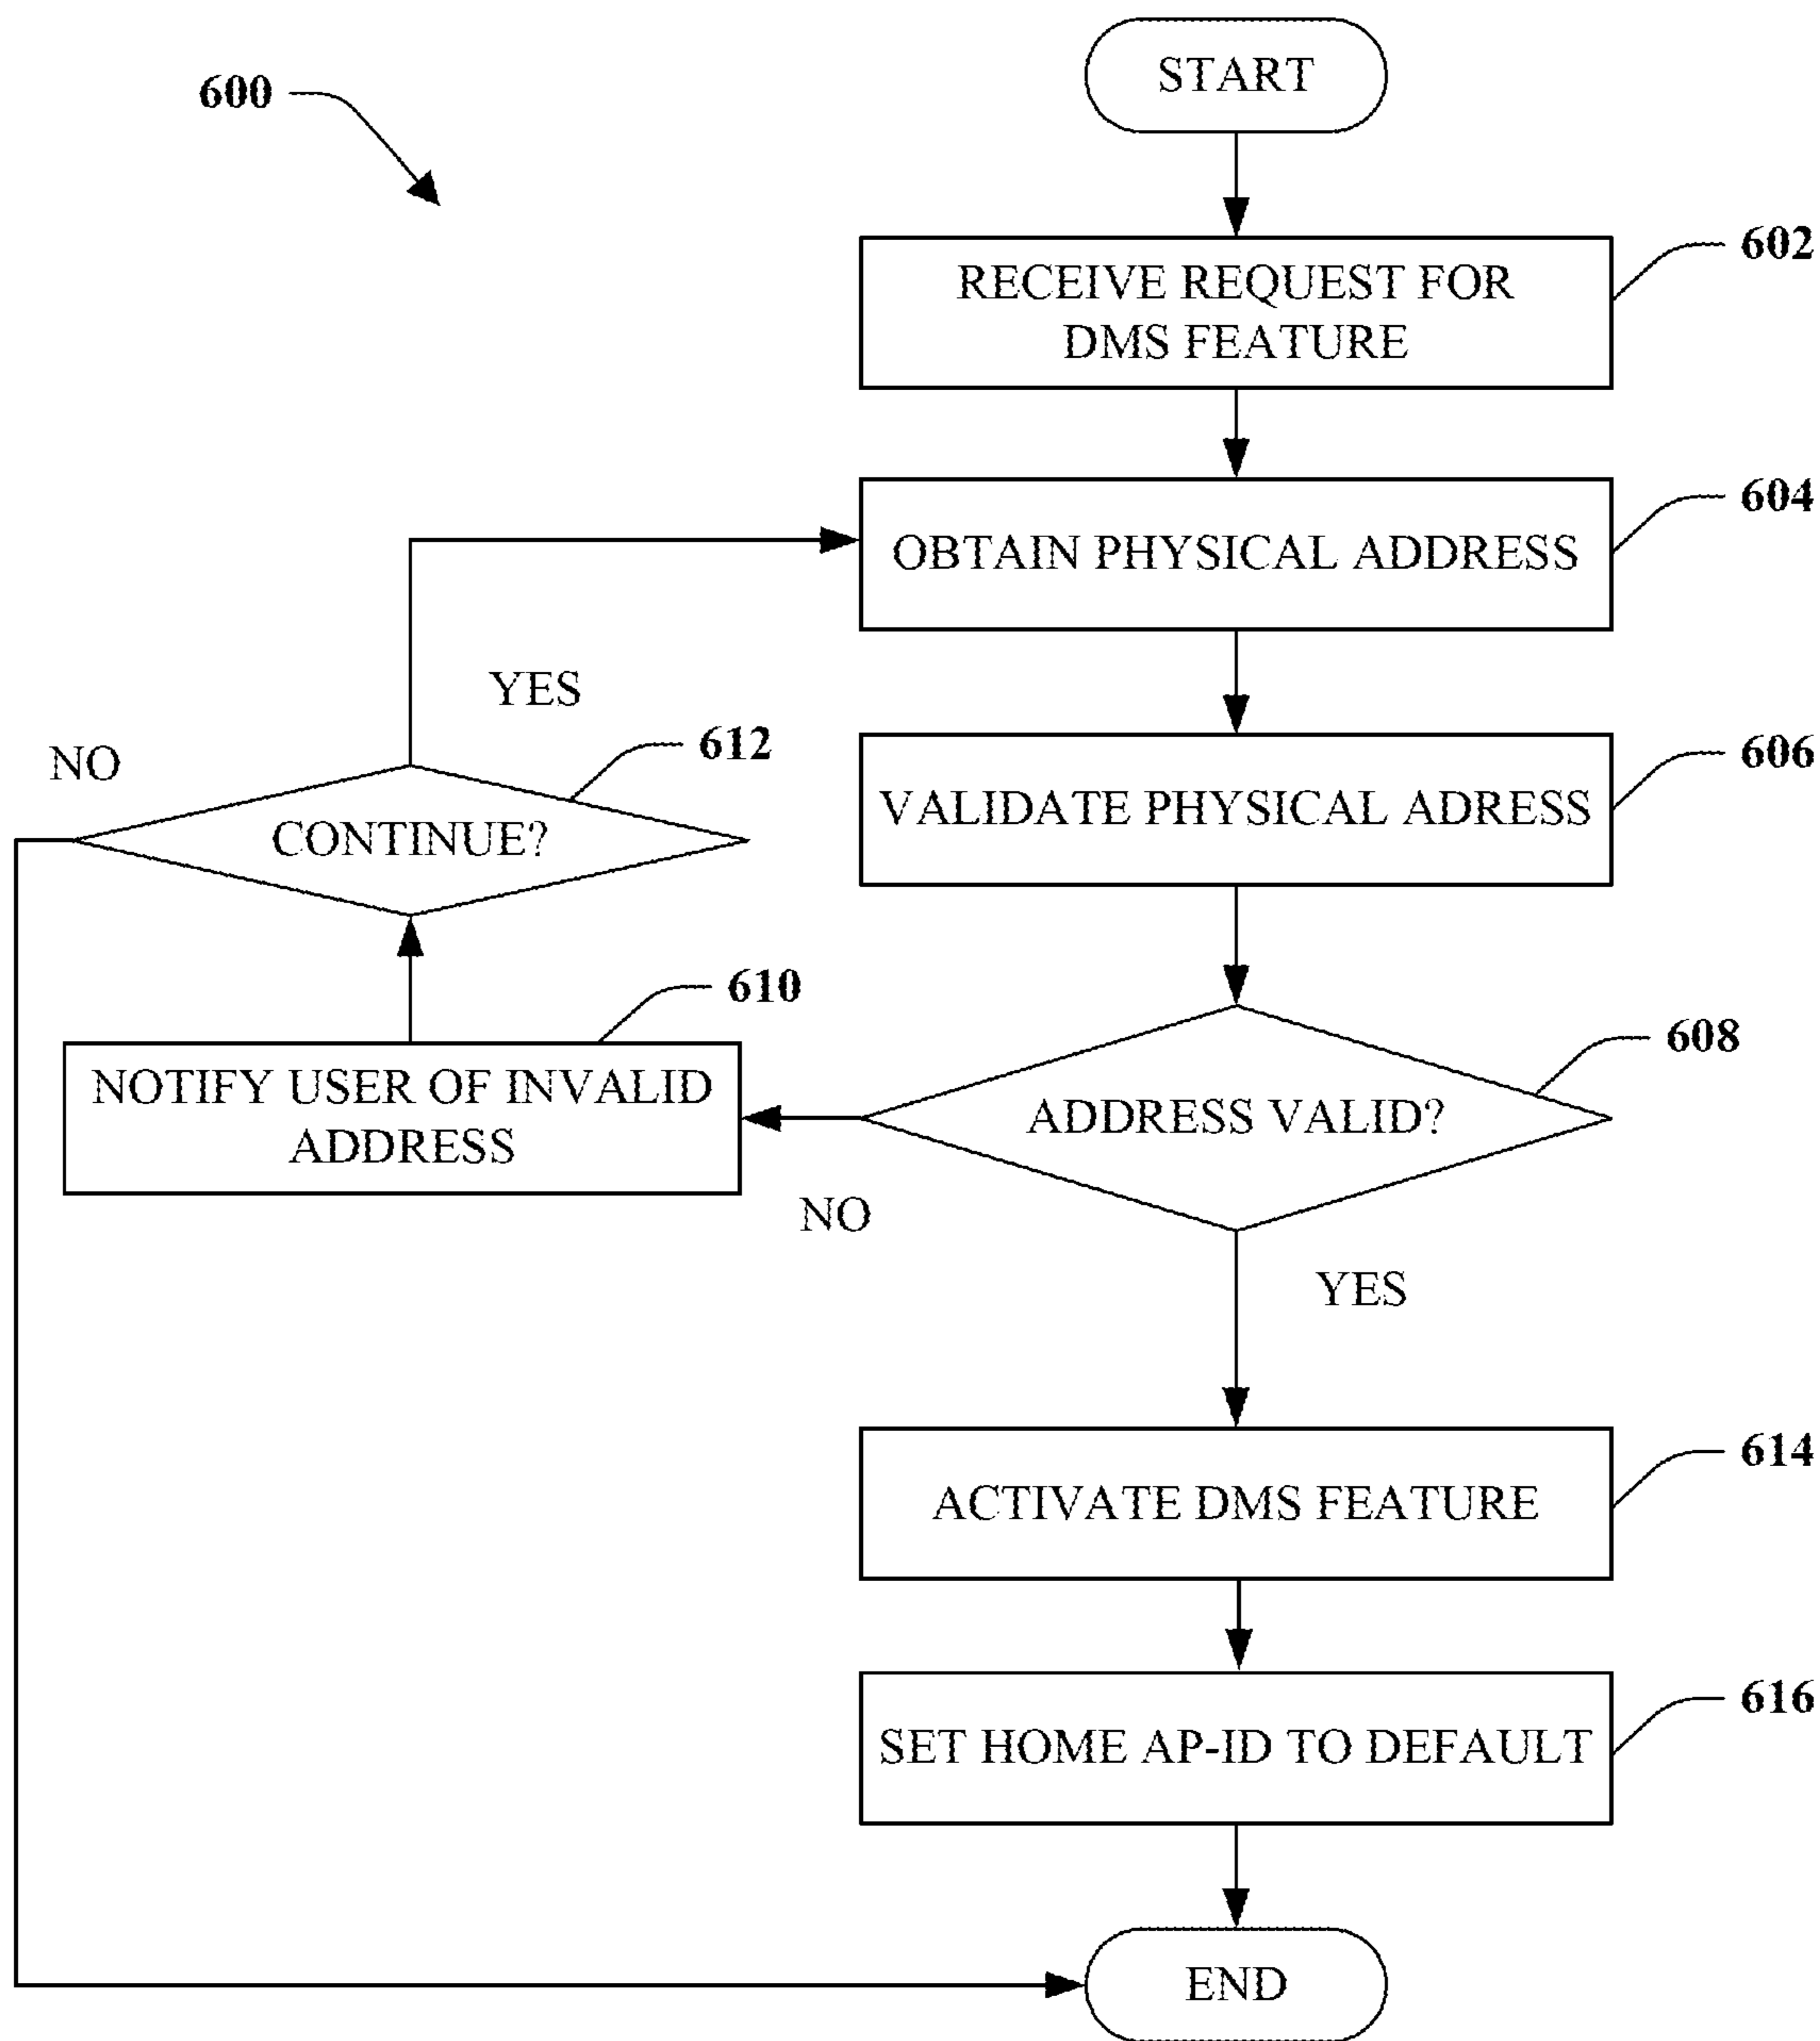 START
600
602
RECEIVE REQUEST FOR
DMS FEATURE
604
OBTAIN PHYSICAL ADDRESS
YES
612
606
NO
CONTINUE?
VALIDATE PHYSICAL ADRESS
610
608
NOTIFY USER OF INVALID
ADDRESS
ADDRESS VALID?
NO
YES
614
ACTIVATE DMS FEATURE
616
SET HOME AP-ID TO DEFAULT
END